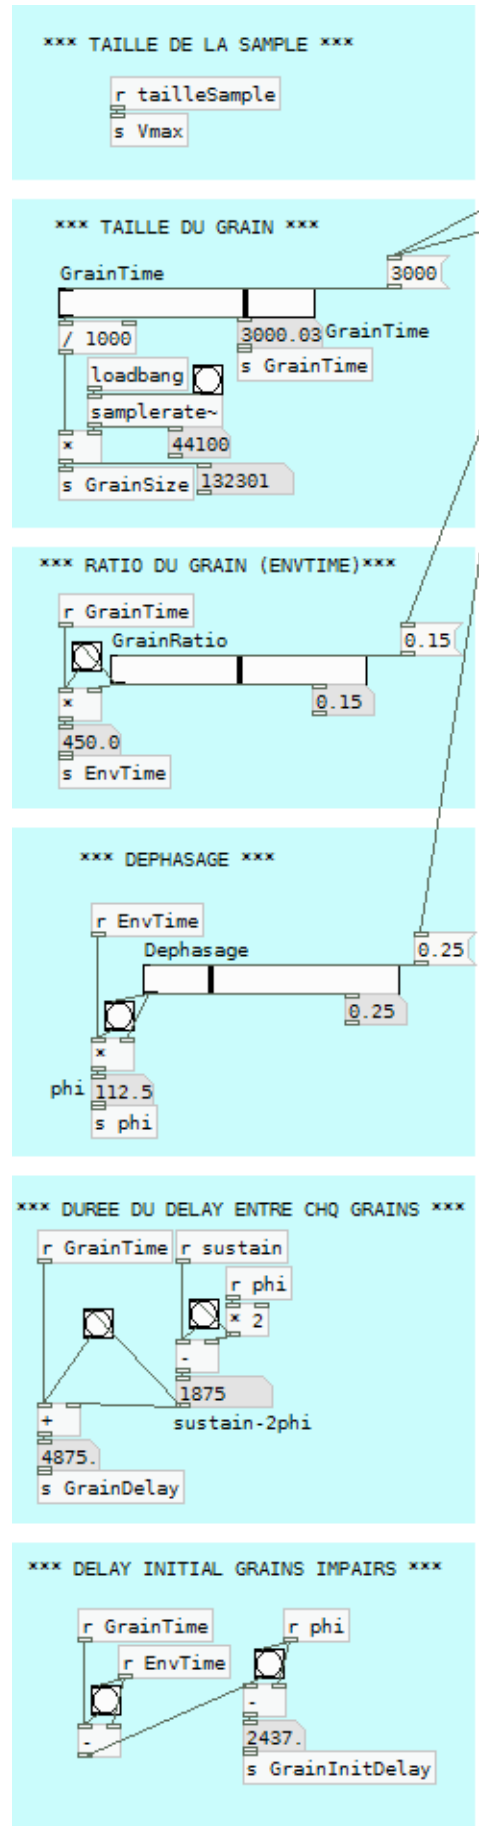 *** TAILLE DE LA SAMPLE ***
r tailleSample
s Vmax
*** TAILLE DU GRAIN ***
GrainTime
3000
/ 1000
3000.03 GrainTime
loadbang
s GrainTime
samplerate~
*
44100
s GrainSize
132301
*** RATIO DU GRAIN (ENVTIME)***
r GrainTime
GrainRatio
0.15
*
0.15
450.0
s EnvTime
*** DEPHASAGE ***
r EnvTime
Dephasage
0.25
0.25
*
phi
112.5
s phi
*** DUREE DU DELAY ENTRE CHQ GRAINS ***
r GrainTime
r sustain
r phi
* 2
-
1875
+
sustain-2phi
4875.
s GrainDelay
*** DELAY INITIAL GRAINS IMPAIRS ***
r GrainTime
r phi
r EnvTime
-
-
2437.
s GrainInitDelay